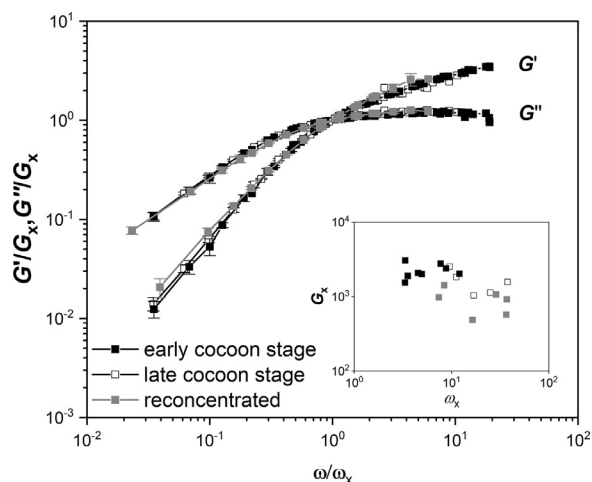 10¹
10⁰
10⁻¹
10⁻²
10⁻³
G'/Gₓ, G''/Gₓ
G'
G''
early cocoon stage
late cocoon stage
reconcentrated
10⁴
10³
10²
Gₓ
10⁰ 10¹ 10²
ωₓ
10⁻² 10⁻¹ 10⁰ 10¹ 10²
ω/ωₓ